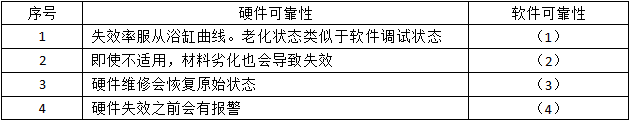 序号 硬件可靠性 软件可靠性
1 失效率服从浴缸曲线。老化状态类似于软件调试状态 （1）
2 即使不适用，材料劣化也会导致失效 （2）
3 硬件维修会恢复原始状态 （3）
4 硬件失效之前会有报警 （4）